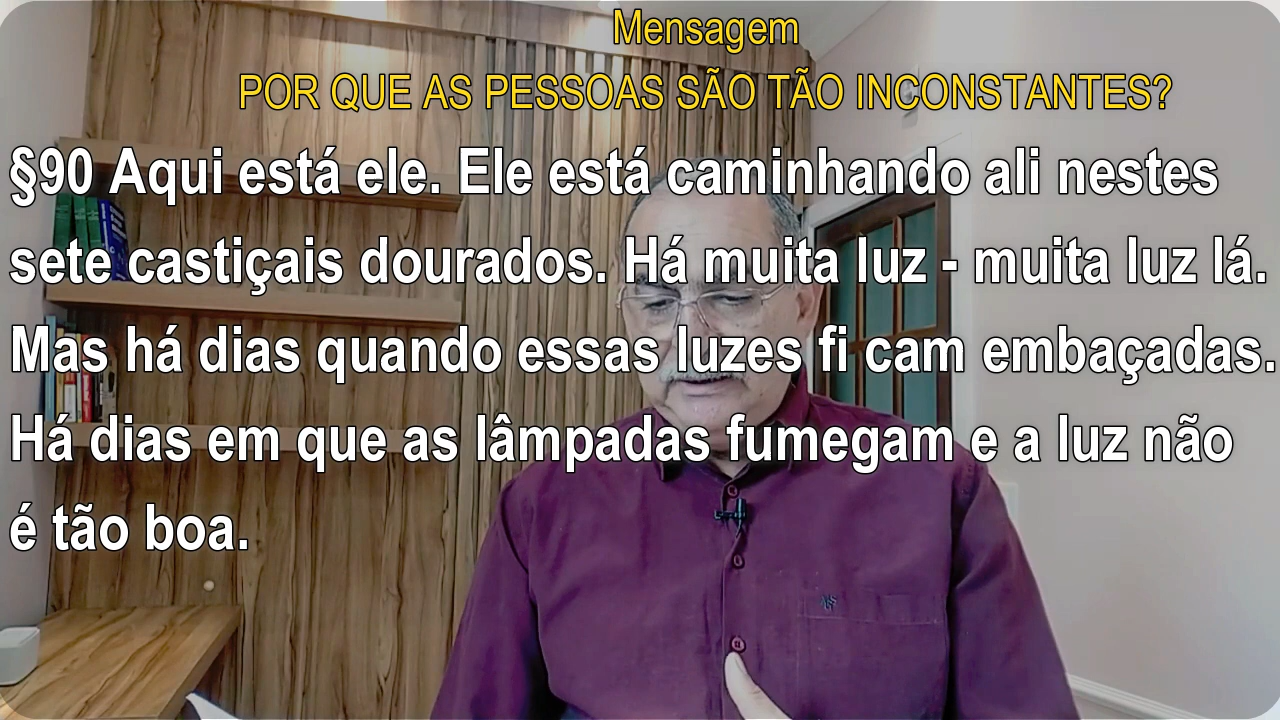 Mensagem
POR QUE AS PESSOAS SÃO TÃO INCONSTANTES?
§90 Aqui está ele. Ele está caminhando ali nestes
sete castiçais dourados. Há muita luz - muita luz lá.
Mas há dias quando essas luzes fi cam embaçadas.
Há dias em que as lâmpadas fumegam e a luz não
é tão boa.